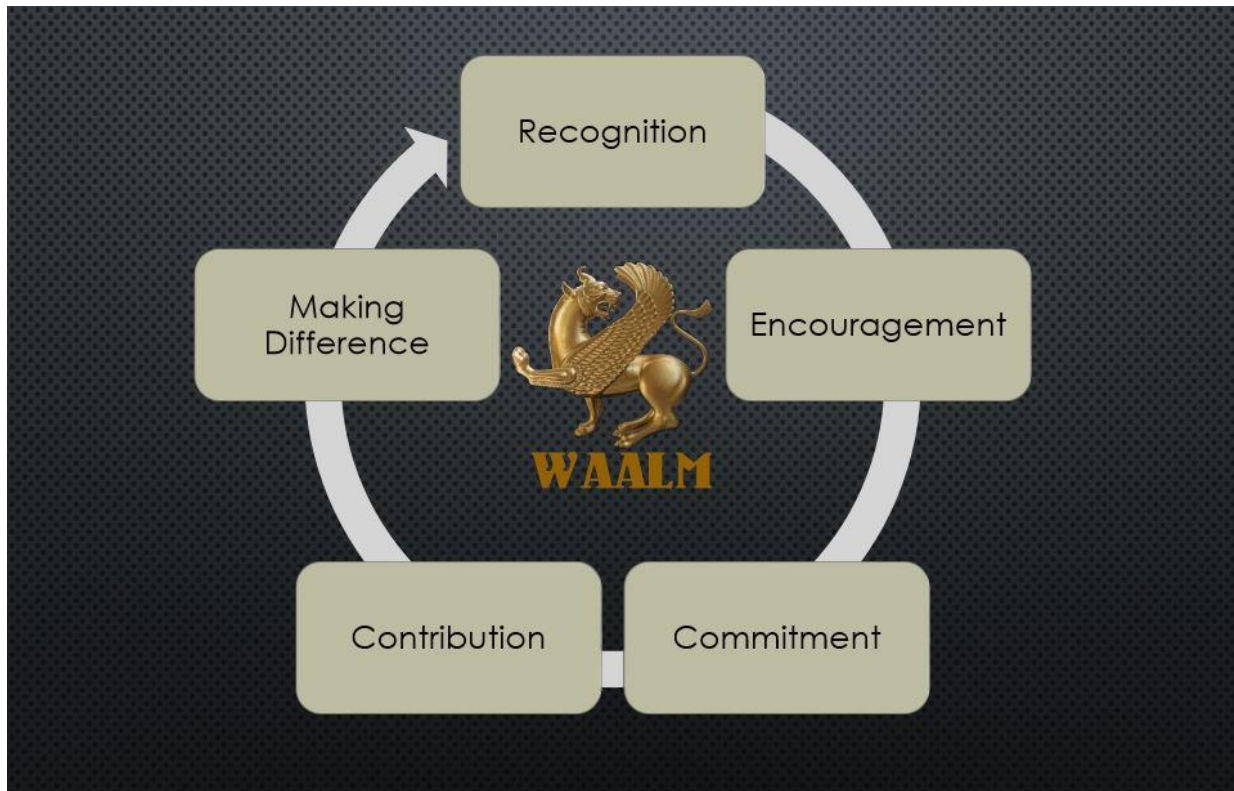 Recognition
Encouragement
Commitment
Contribution
Making
Difference
WAALM